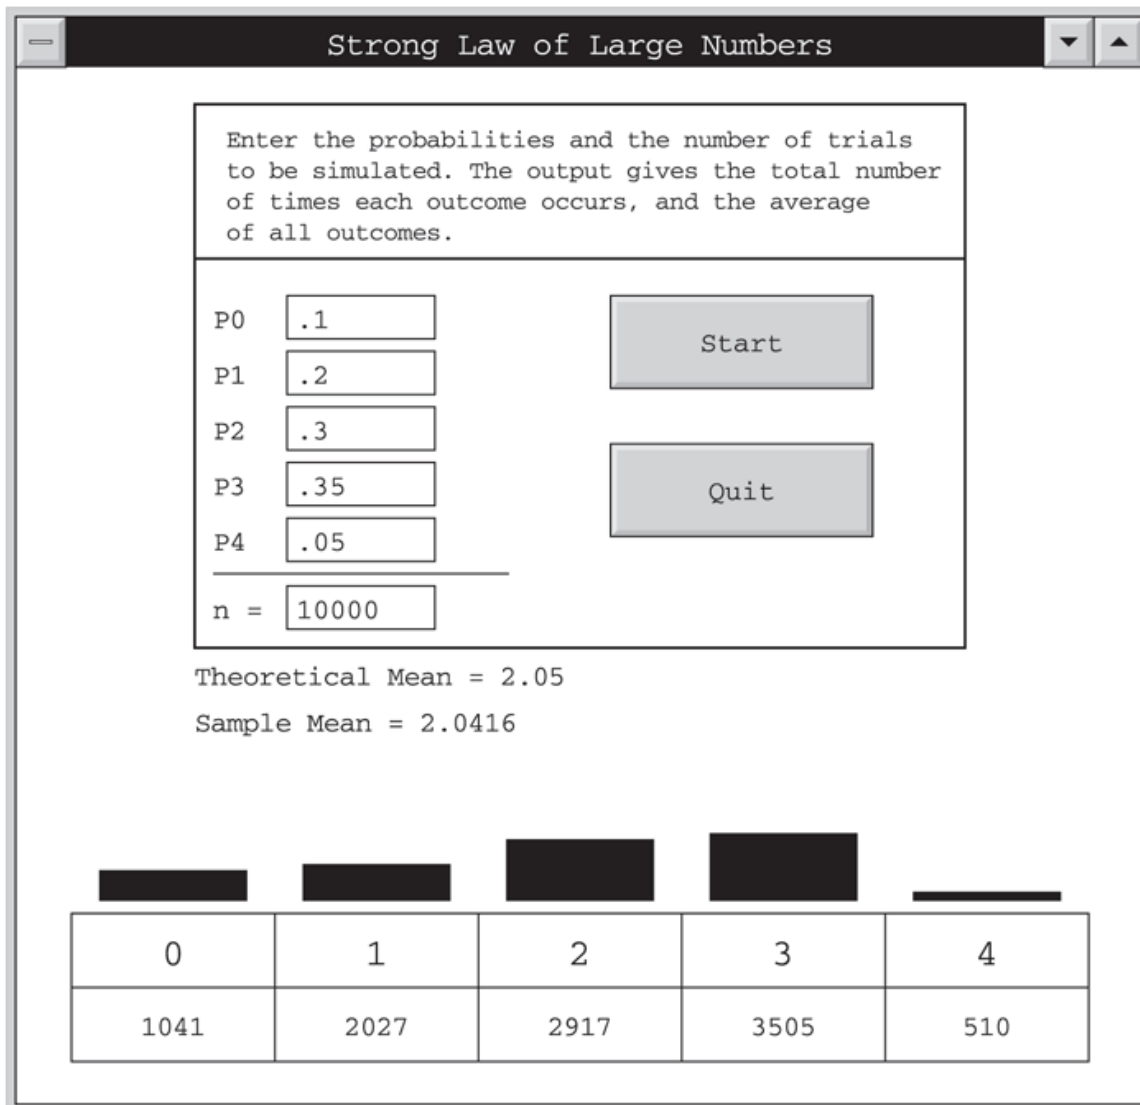 Strong Law of Large Numbers
Enter the probabilities and the number of trials
to be simulated. The output gives the total number
of times each outcome occurs, and the average
of all outcomes.
P0 .1
Start
P1 .2
P2 .3
P3 .35
Quit
P4 .05
n = 10000
Theoretical Mean = 2.05
Sample Mean = 2.0416
0 1 2 3 4
1041 2027 2917 3505 510